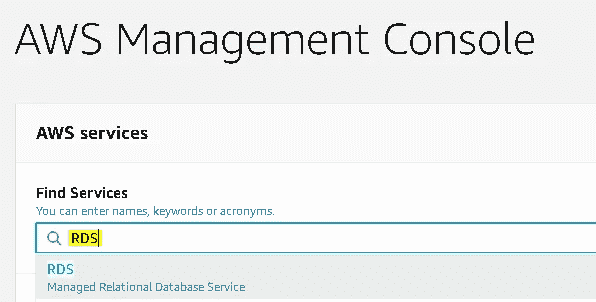 AWS Management Console
AWS services
Find Services
You can enter names, keywords or acronyms.
RDS
RDS
Managed Relational Database Service